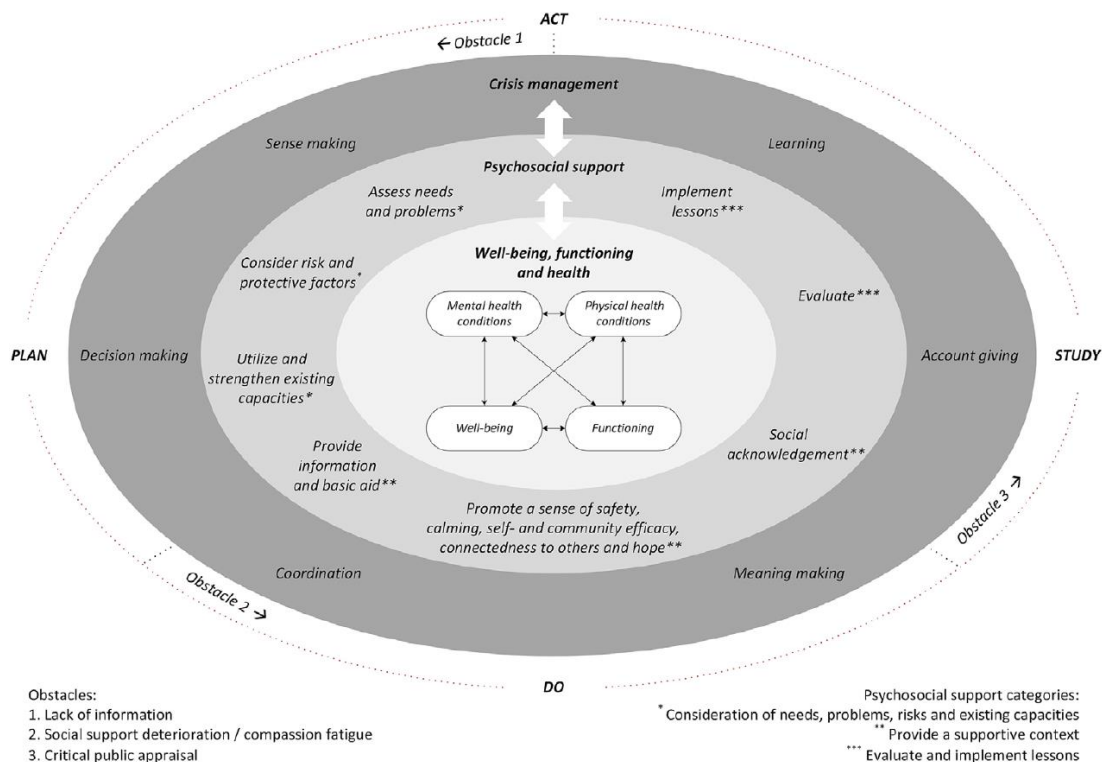 ACT
← Obstacle 1
Crisis management
Sense making
Learning
Psychosocial support
Assess needs
and problems*
Implement
lessons***
Well-being, functioning
and health
Consider risk and
protective factors*
Evaluate***
Mental health
conditions
Physical health
conditions
PLAN
Decision making
Account giving
STUDY
Utilize and
strengthen existing
capacities*
Well-being
Functioning
Social
acknowledgement**
Provide
information
and basic aid**
Promote a sense of safety,
calming, self- and community efficacy,
connectedness to others and hope**
Obstacle 3 →
Coordination
Meaning making
Obstacle 2 →
DO
Obstacles:
1. Lack of information
2. Social support deterioration / compassion fatigue
3. Critical public appraisal
Psychosocial support categories:
* Consideration of needs, problems, risks and existing capacities
** Provide a supportive context
*** Evaluate and implement lessons